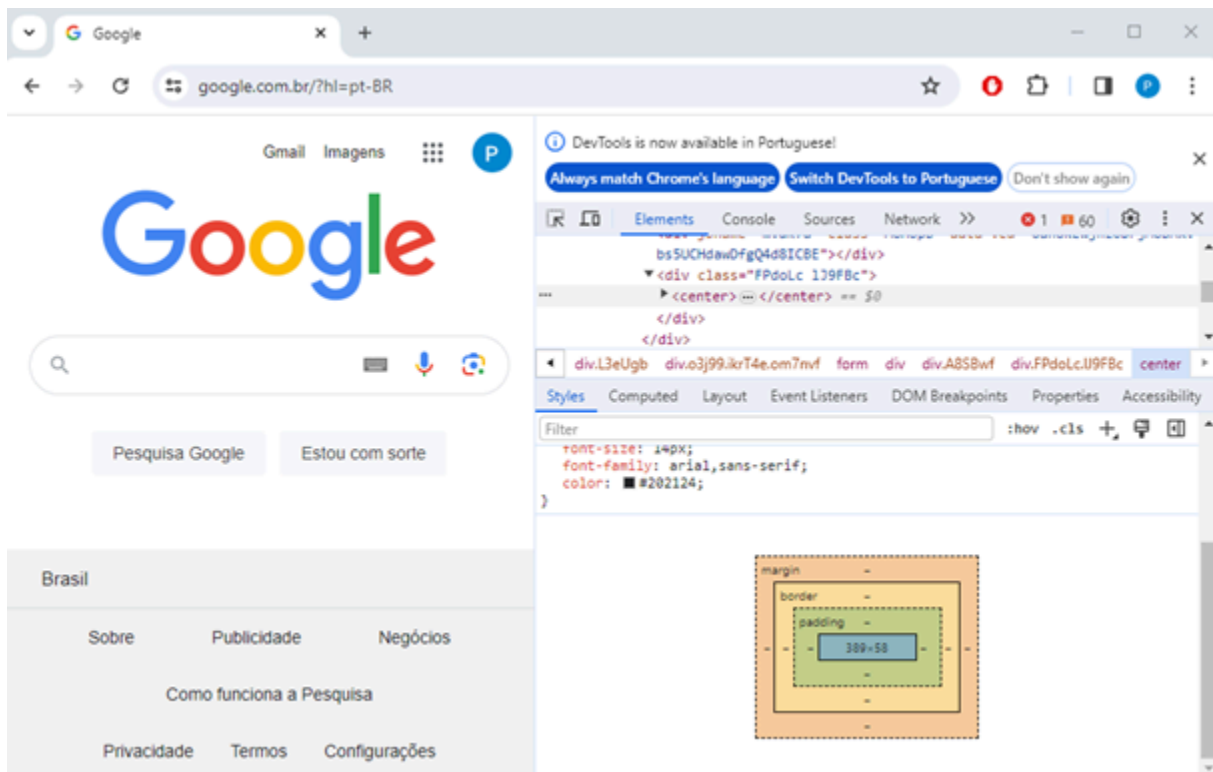 Google
google.com.br/?hl=pt-BR
P
Gmail Imagens
P
Google
Pesquisa Google Estou com sorte
Brasil
Sobre Publicidade Negócios
Como funciona a Pesquisa
Privacidade Termos Configurações
DevTools is now available in Portuguese!
Always match Chrome's language Switch DevTools to Portuguese Don't show again
Elements Console Sources Network 1 60
bs5UCHdawDfgQ4d8ICBE"></div>
<div class="FPdoLc lJ9FBc">
<center> … </center> == $0
</div>
</div>
div.L3eUgb div.o3j99.ikrT4e.om7nvf form div div.A8SBwf div.FPdoLc.lJ9FBc center
Styles Computed Layout Event Listeners DOM Breakpoints Properties Accessibility
Filter :hov .cls
font-size: 14px;
font-family: arial,sans-serif;
color: #202124;
}
margin -
border -
padding -
- - - 389×58 - - -
-
-
-